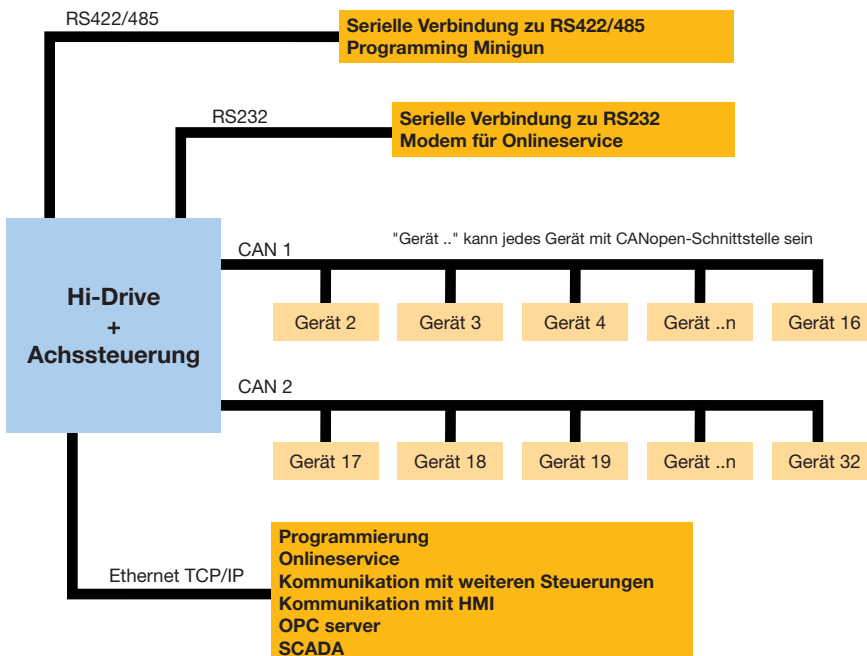 RS422/485
Serielle Verbindung zu RS422/485
Programming Minigun
RS232
Serielle Verbindung zu RS232
Modem für Onlineservice
Hi-Drive
+
Achssteuerung
CAN 1
"Gerät .." kann jedes Gerät mit CANopen-Schnittstelle sein
Gerät 2
Gerät 3
Gerät 4
Gerät ..n
Gerät 16
CAN 2
Gerät 17
Gerät 18
Gerät 19
Gerät ..n
Gerät 32
Ethernet TCP/IP
Programmierung
Onlineservice
Kommunikation mit weiteren Steuerungen
Kommunikation mit HMI
OPC server
SCADA